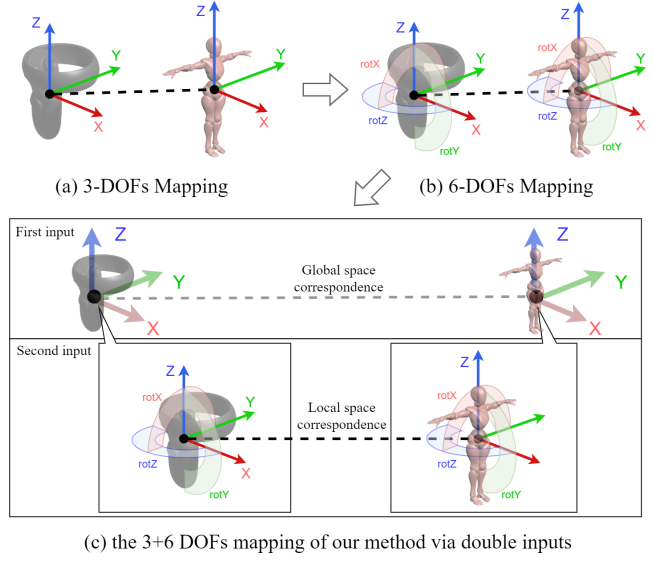 Z
Y
X
Z
Y
X
Z
Y
X
rotX
rotZ
rotY
Z
Y
X
rotX
rotZ
rotY
(a) 3-DOFs Mapping
(b) 6-DOFs Mapping
First input
Z
Y
X
Global space
correspondence
Z
Y
X
Second input
Z
Y
X
rotX
rotZ
rotY
Local space
correspondence
Z
Y
X
rotX
rotZ
rotY
(c) the 3+6 DOFs mapping of our method via double inputs